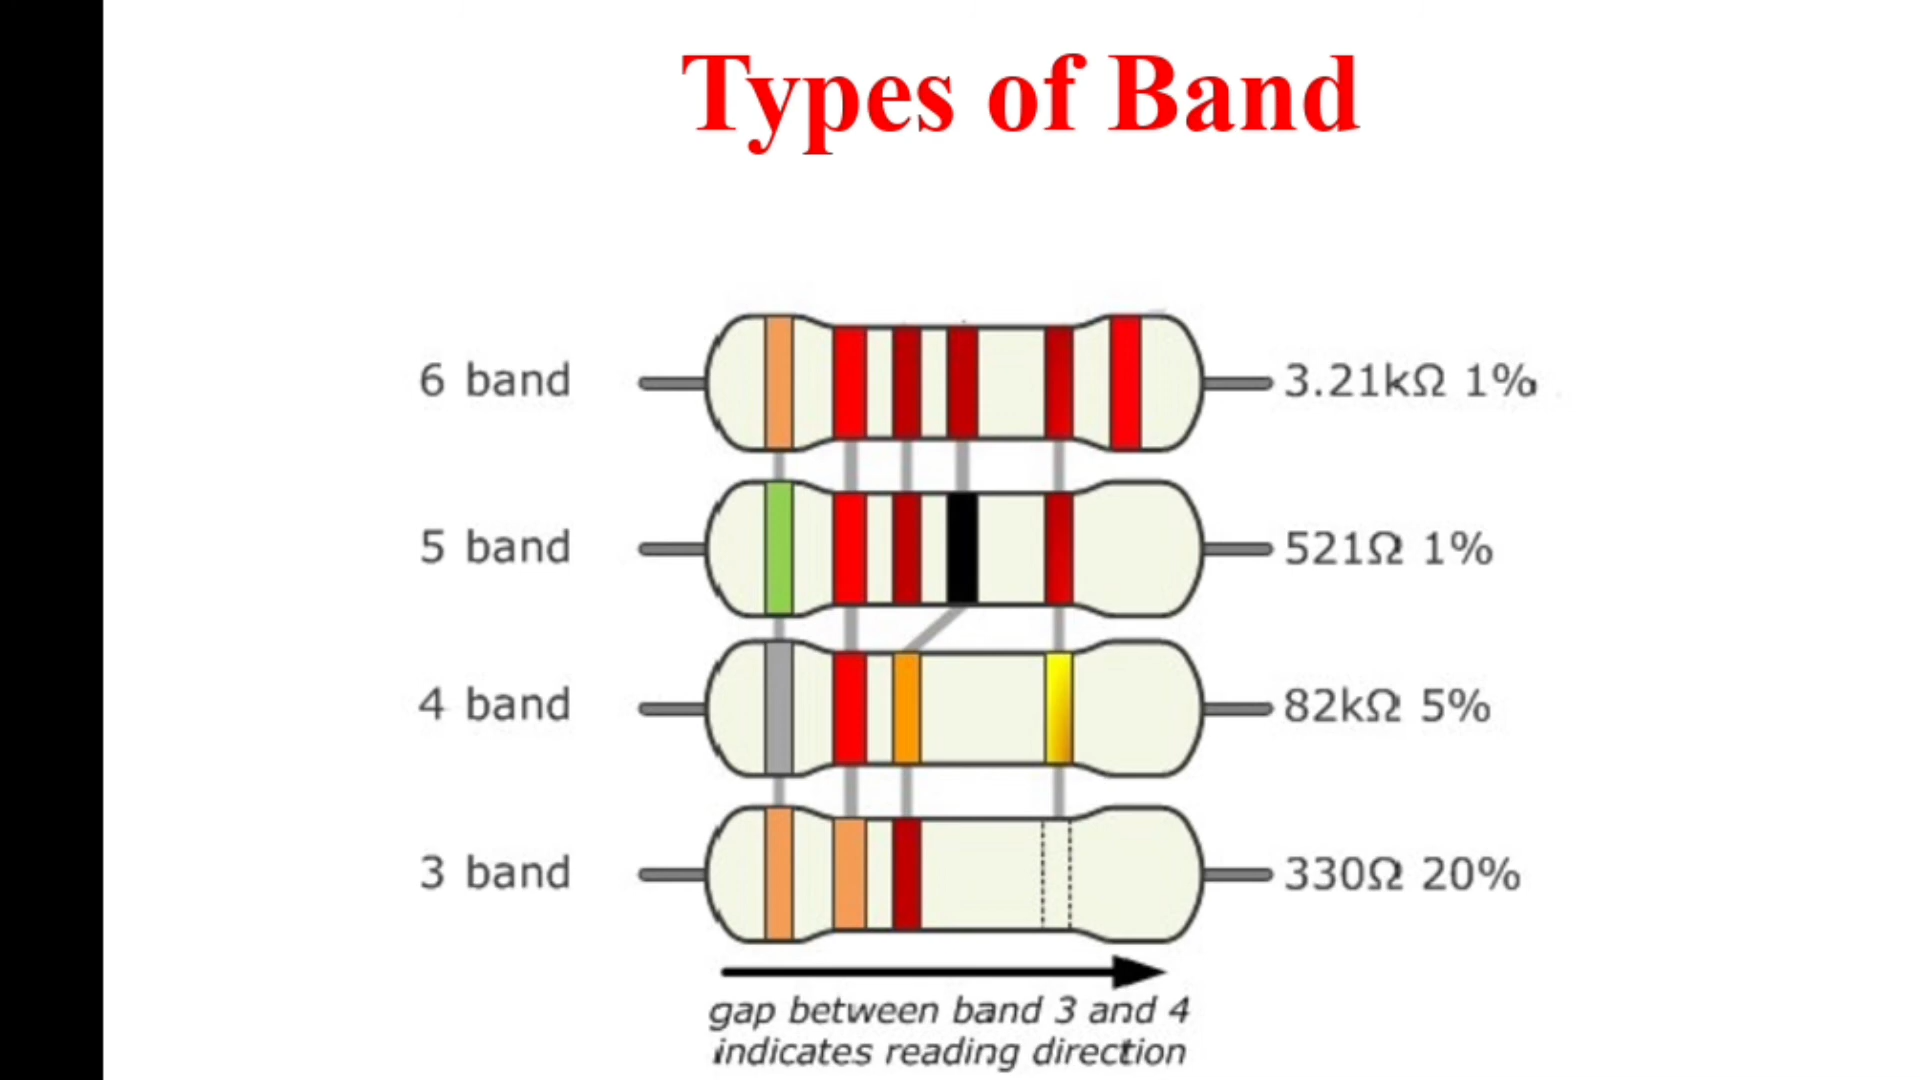 Types of Band
6 band
3.21kΩ 1%
5 band
521Ω 1%
4 band
82kΩ 5%
3 band
330Ω 20%
gap between band 3 and 4
indicates reading direction